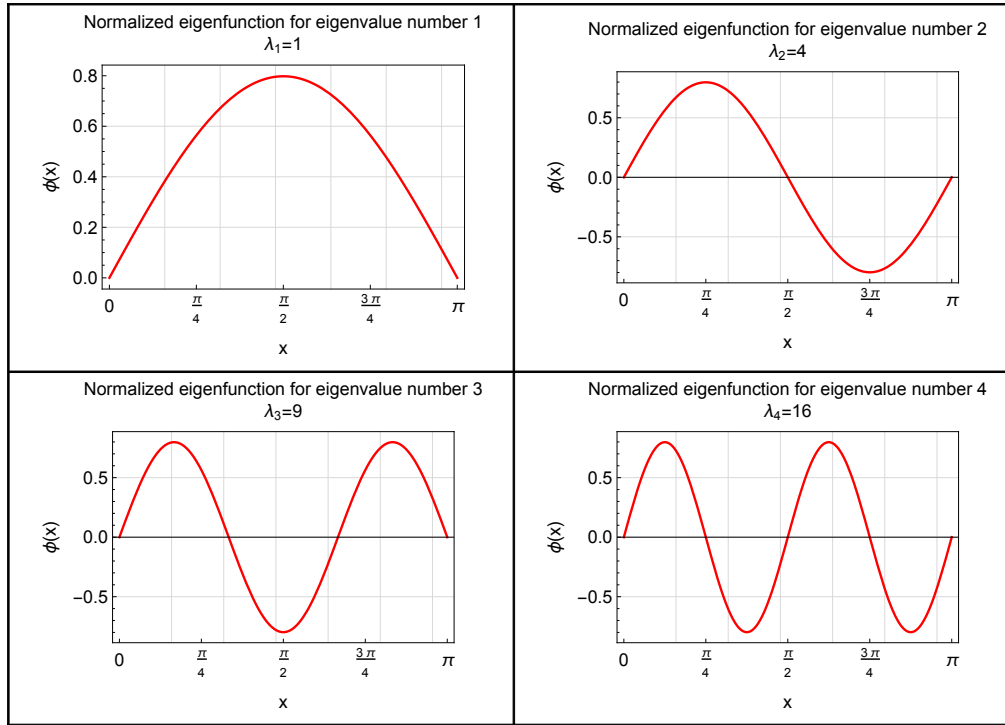 Normalized eigenfunction for eigenvalue number 1
λ₁=1
0.8
0.6
0.4
0.2
0.0
ϕ(x)
0 π/4 π/2 3π/4 π
x
Normalized eigenfunction for eigenvalue number 2
λ₂=4
0.5
0.0
−0.5
ϕ(x)
0 π/4 π/2 3π/4 π
x
Normalized eigenfunction for eigenvalue number 3
λ₃=9
0.5
0.0
−0.5
ϕ(x)
0 π/4 π/2 3π/4 π
x
Normalized eigenfunction for eigenvalue number 4
λ₄=16
0.5
0.0
−0.5
ϕ(x)
0 π/4 π/2 3π/4 π
x